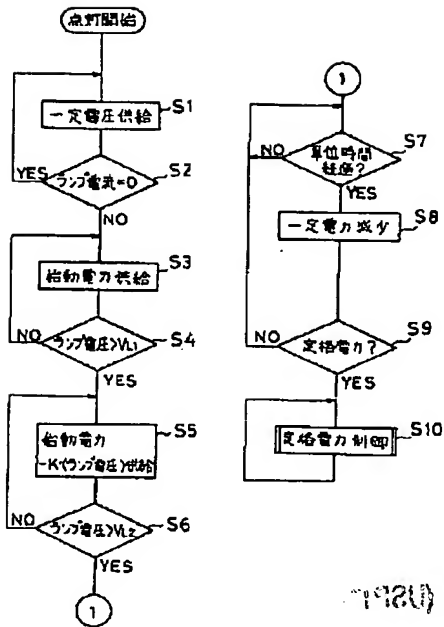 点灯開始
一定電圧供給
S1
ランプ電流=0
S2
YES
NO
始動電力供給
S3
ランプ電圧>VL1
S4
NO
YES
始動電力
-K(ランプ電圧)供給
S5
ランプ電圧>VL2
S6
NO
YES
1
1
単位時間
経過?
S7
NO
YES
一定電力減少
S8
定格電力?
S9
NO
YES
定格電力制御
S10